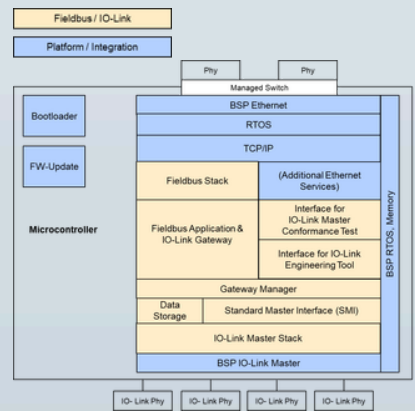 Fieldbus / IO-Link
Platform / Integration
Phy
Phy
Managed Switch
Bootloader
BSP Ethernet
RTOS
TCP/IP
FW-Update
Fieldbus Stack
(Additional Ethernet
Services)
Microcontroller
Fieldbus Application &
IO-Link Gateway
Interface for
IO-Link Master
Conformance Test
Interface for IO-Link
Engineering Tool
BSP RTOS, Memory
Gateway Manager
Data
Storage
Standard Master Interface (SMI)
IO-Link Master Stack
BSP IO-Link Master
IO- Link Phy
IO- Link Phy
IO- Link Phy
IO- Link Phy